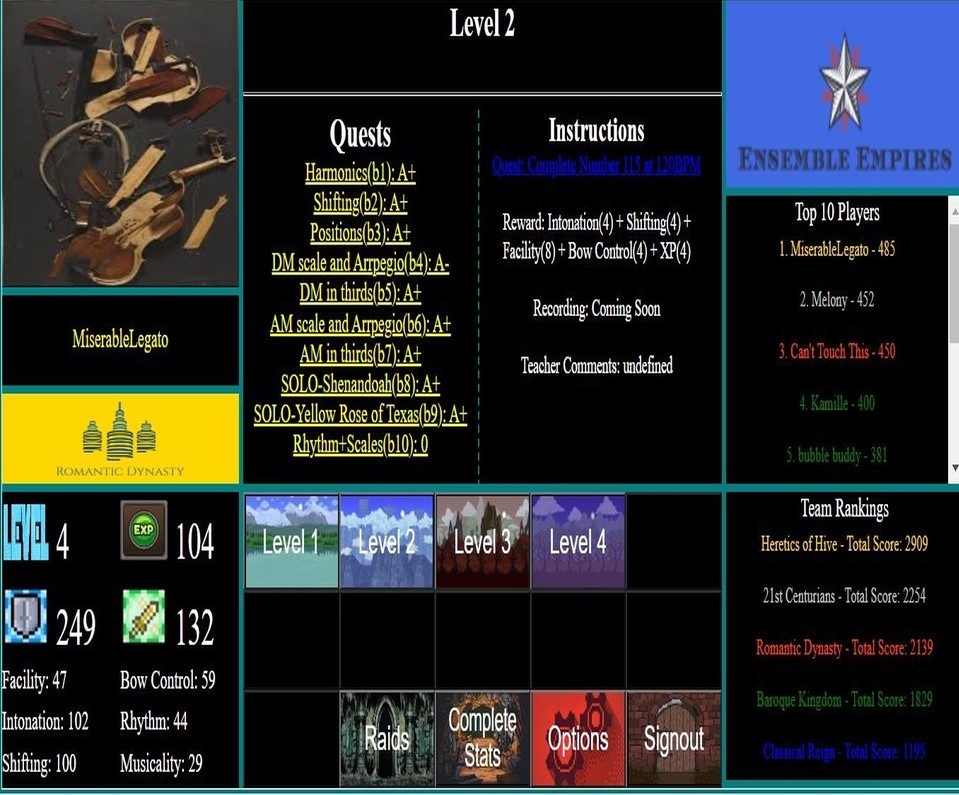 Level 2
ENSEMBLE EMPIRES
Quests
Harmonics(b1): A+
Shifting(b2): A+
Positions(b3): A+
DM scale and Arrpegio(b4): A-
DM in thirds(b5): A+
AM scale and Arrpegio(b6): A+
AM in thirds(b7): A+
SOLO-Shenandoah(b8): A+
SOLO-Yellow Rose of Texas(b9): A+
Rhythm+Scales(b10): 0
Instructions
Quest: Complete Number 115 at 120BPM
Reward: Intonation(4) + Shifting(4) +
Facility(8) + Bow Control(4) + XP(4)
Recording: Coming Soon
Teacher Comments: undefined
Top 10 Players
1. MiserableLegato - 485
2. Melony - 452
3. Can't Touch This - 450
4. Kamille - 400
5. bubble buddy - 381
MiserableLegato
ROMANTIC DYNASTY
LEVEL 4
EXP 104
249
132
Facility: 47
Bow Control: 59
Intonation: 102
Rhythm: 44
Shifting: 100
Musicality: 29
Level 1
Level 2
Level 3
Level 4
Raids
Complete
Stats
Options
Signout
Team Rankings
Heretics of Hive - Total Score: 2909
21st Centurians - Total Score: 2254
Romantic Dynasty - Total Score: 2139
Baroque Kingdom - Total Score: 1829
Classical Reign - Total Score: 1195